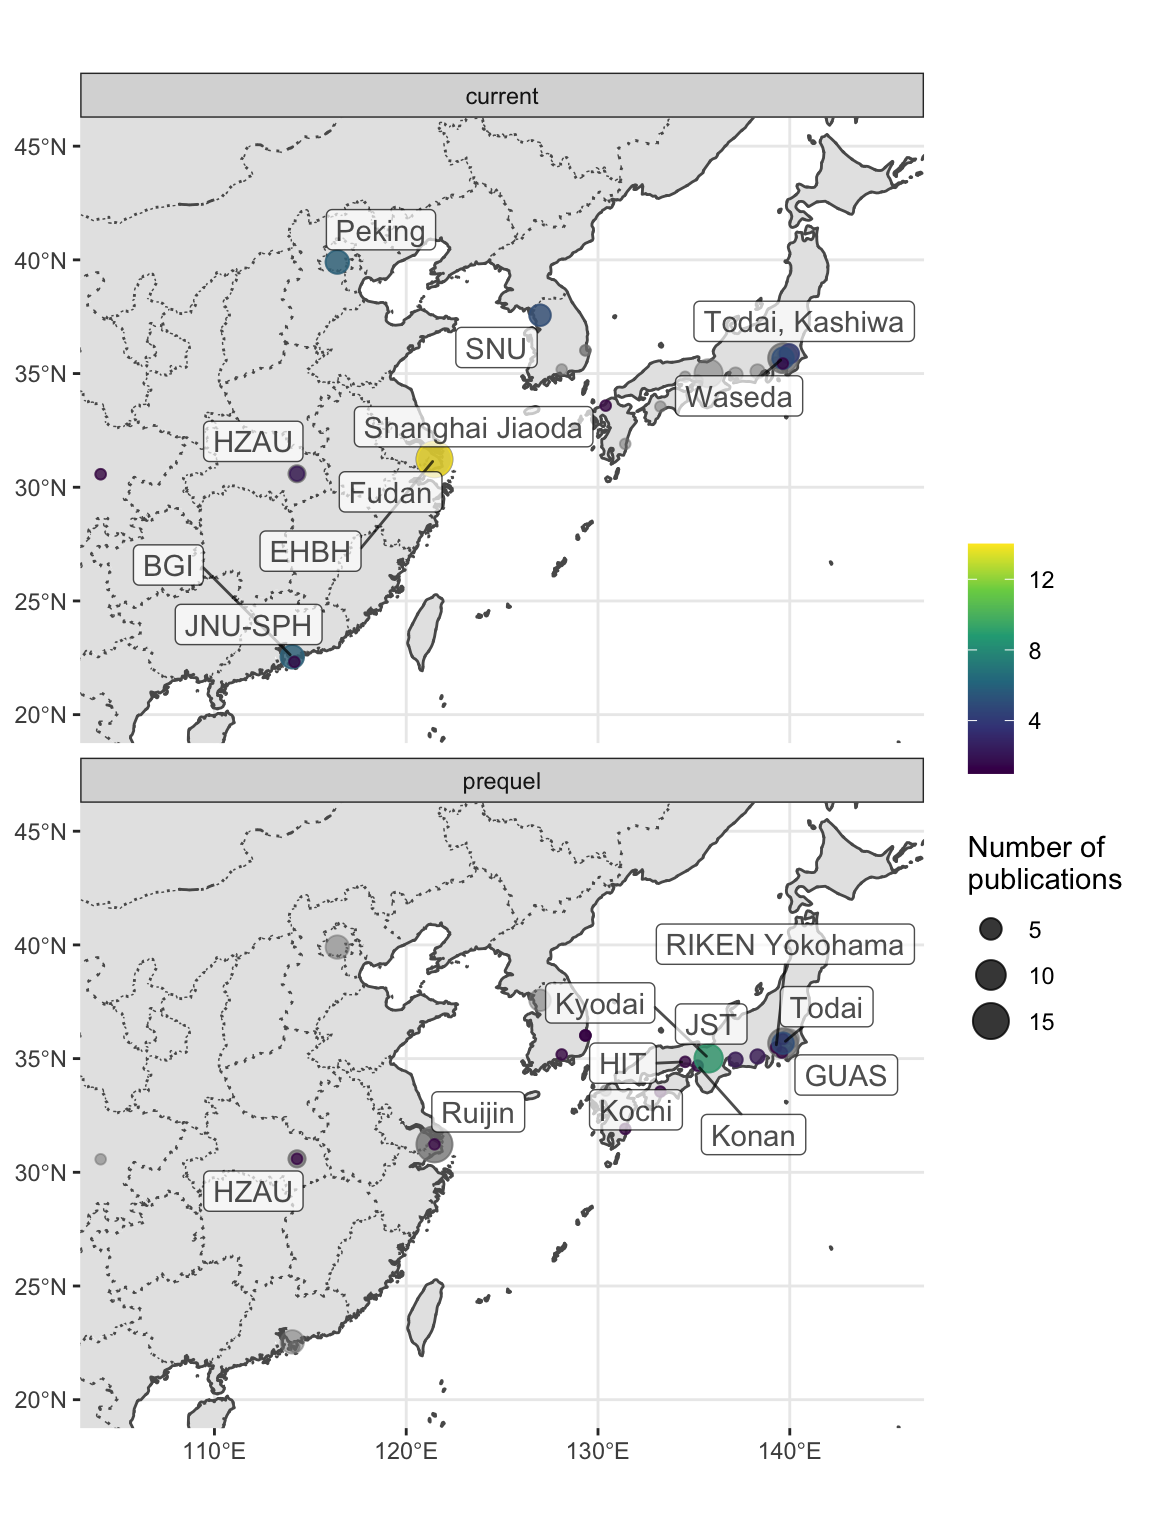 current
45°N
40°N
35°N
30°N
25°N
20°N
Peking
SNU
Todai, Kashiwa
Waseda
Shanghai Jiaoda
HZAU
Fudan
EHBH
BGI
JNU-SPH
12
8
4
Number of
publications
5
10
15
prequel
45°N
40°N
35°N
30°N
25°N
20°N
RIKEN Yokohama
Kyodai
Todai
JST
HIT
GUAS
Kochi
Ruijin
Konan
HZAU
110°E
120°E
130°E
140°E